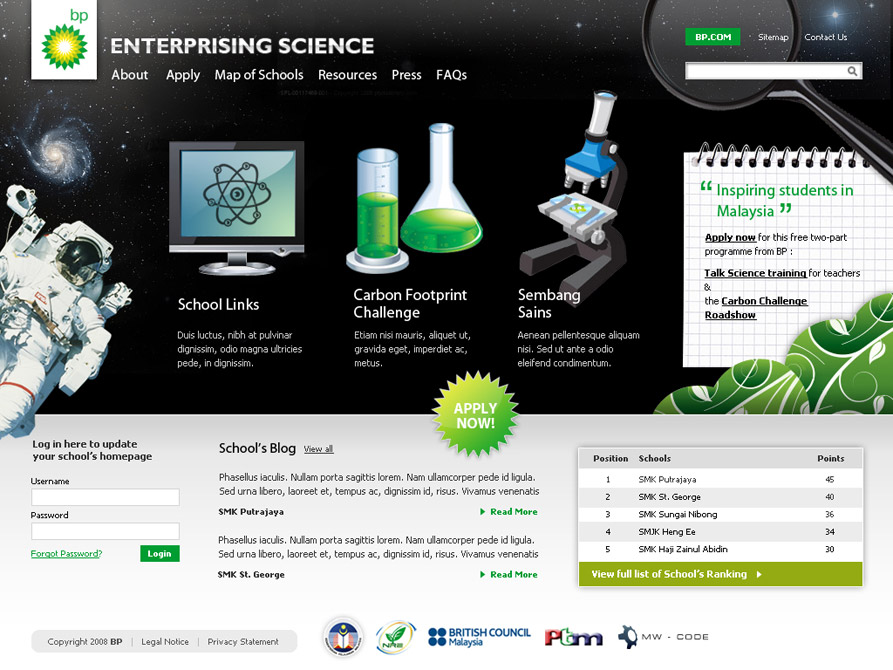 bp
ENTERPRISING SCIENCE
BP.COM
Sitemap
Contact Us
About Apply Map of Schools Resources Press FAQs
School Links
Duis luctus, nibh at pulvinar
dignissim, odio magna ultricies
pede, in dignissim.
Carbon Footprint
Challenge
Etiam nisi mauris, aliquet ut,
gravida eget, imperdiet ac,
metus.
Sembang
Sains
Aenean pellentesque aliquam
nisi. Sed ut ante a odio
eleifend condimentum.
“ Inspiring students in
Malaysia ”
Apply now for this free two-part
programme from BP :
Talk Science training for teachers
&
the Carbon Challenge
Roadshow
APPLY
NOW!
Log in here to update
your school's homepage
Username
Password
Forgot Password?
Login
School's Blog View all
Phasellus iaculis. Nullam porta sagittis lorem. Nam ullamcorper pede id ligula.
Sed urna libero, laoreet et, tempus ac, dignissim id, risus. Vivamus venenatis
SMK Putrajaya Read More
Phasellus iaculis. Nullam porta sagittis lorem. Nam ullamcorper pede id ligula.
Sed urna libero, laoreet et, tempus ac, dignissim id, risus. Vivamus venenatis
SMK St. George Read More
Position Schools Points
1 SMK Putrajaya 45
2 SMK St. George 40
3 SMK Sungai Nibong 36
4 SMJK Heng Ee 34
5 SMK Haji Zainul Abidin 30
View full list of School's Ranking
Copyright 2008 BP | Legal Notice | Privacy Statement
NRE
BRITISH COUNCIL
Malaysia
Ptm
MW - CODE